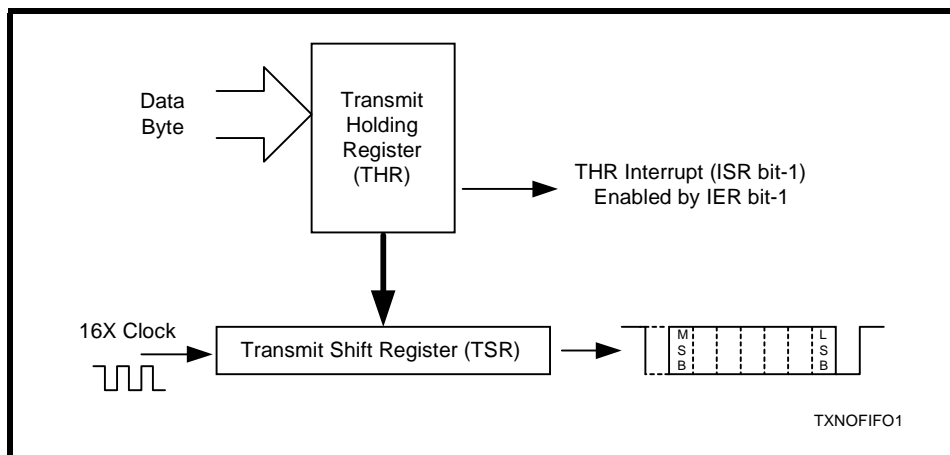 Data
Byte
Transmit
Holding
Register
(THR)
THR Interrupt (ISR bit-1)
Enabled by IER bit-1
16X Clock
Transmit Shift Register (TSR)
M
S
B
L
S
B
TXNOFIFO1